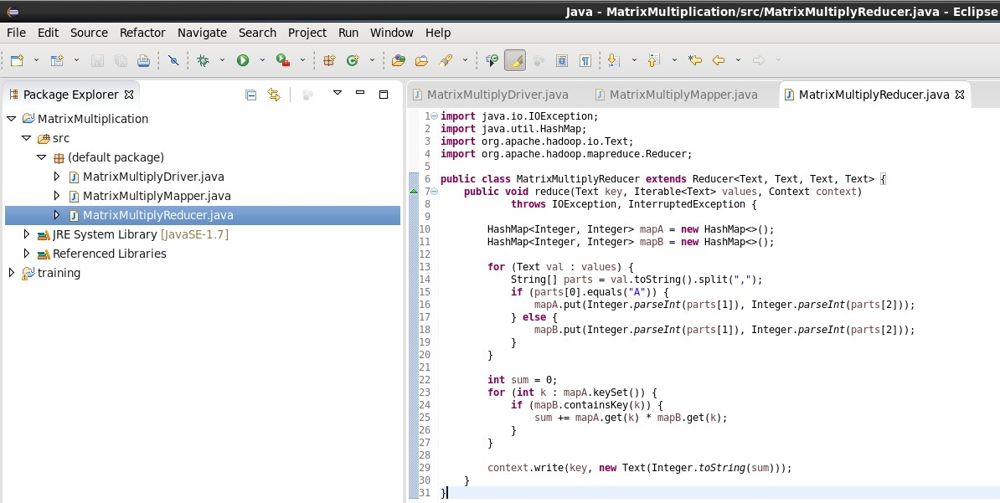 Java - MatrixMultiplication/src/MatrixMultiplyReducer.java - Eclipse
File Edit Source Refactor Navigate Search Project Run Window Help
Package Explorer
MatrixMultiplication
src
(default package)
MatrixMultiplyDriver.java
MatrixMultiplyMapper.java
MatrixMultiplyReducer.java
JRE System Library [JavaSE-1.7]
Referenced Libraries
training
MatrixMultiplyDriver.java MatrixMultiplyMapper.java MatrixMultiplyReducer.java
1 import java.io.IOException;
2 import java.util.HashMap;
3 import org.apache.hadoop.io.Text;
4 import org.apache.hadoop.mapreduce.Reducer;
5
6 public class MatrixMultiplyReducer extends Reducer<Text, Text, Text, Text> {
7     public void reduce(Text key, Iterable<Text> values, Context context)
8             throws IOException, InterruptedException {
9
10         HashMap<Integer, Integer> mapA = new HashMap<>();
11         HashMap<Integer, Integer> mapB = new HashMap<>();
12
13         for (Text val : values) {
14             String[] parts = val.toString().split(",");
15             if (parts[0].equals("A")) {
16                 mapA.put(Integer.parseInt(parts[1]), Integer.parseInt(parts[2]));
17             } else {
18                 mapB.put(Integer.parseInt(parts[1]), Integer.parseInt(parts[2]));
19             }
20         }
21
22         int sum = 0;
23         for (int k : mapA.keySet()) {
24             if (mapB.containsKey(k)) {
25                 sum += mapA.get(k) * mapB.get(k);
26             }
27         }
28
29         context.write(key, new Text(Integer.toString(sum)));
30     }
31 }